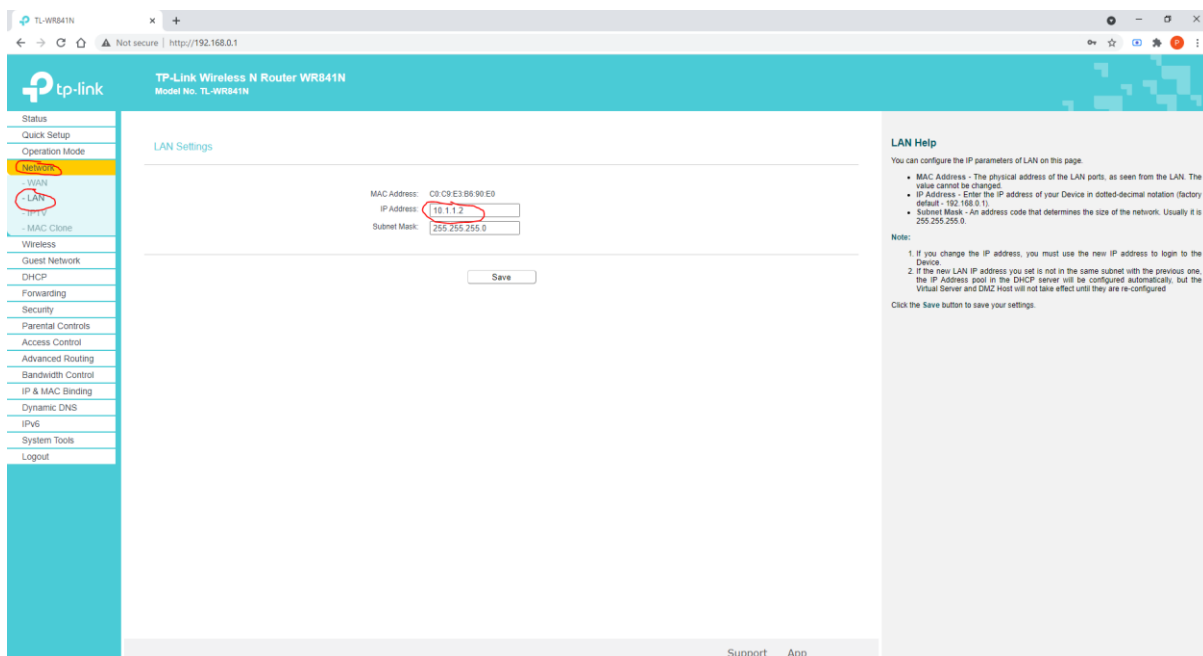 TL-WR841N
Not secure | http://192.168.0.1
P
tp-link
TP-Link Wireless N Router WR841N
Model No. TL-WR841N
Status
Quick Setup
Operation Mode
Network
- WAN
- LAN
- IPTV
- MAC Clone
Wireless
Guest Network
DHCP
Forwarding
Security
Parental Controls
Access Control
Advanced Routing
Bandwidth Control
IP & MAC Binding
Dynamic DNS
IPv6
System Tools
Logout
LAN Settings
MAC Address: C0:C9:E3:B6:90:E0
IP Address: 10.1.1.2
Subnet Mask: 255.255.255.0
Save
LAN Help
You can configure the IP parameters of LAN on this page.
• MAC Address - The physical address of the LAN ports, as seen from the LAN. The
value cannot be changed.
• IP Address - Enter the IP address of your Device in dotted-decimal notation (factory
default - 192.168.0.1).
• Subnet Mask - An address code that determines the size of the network. Usually it is
255.255.255.0.
Note:
1. If you change the IP address, you must use the new IP address to login to the
Device.
2. If the new LAN IP address you set is not in the same subnet with the previous one,
the IP Address pool in the DHCP server will be configured automatically, but the
Virtual Server and DMZ Host will not take effect until they are re-configured
Click the Save button to save your settings.
Support App